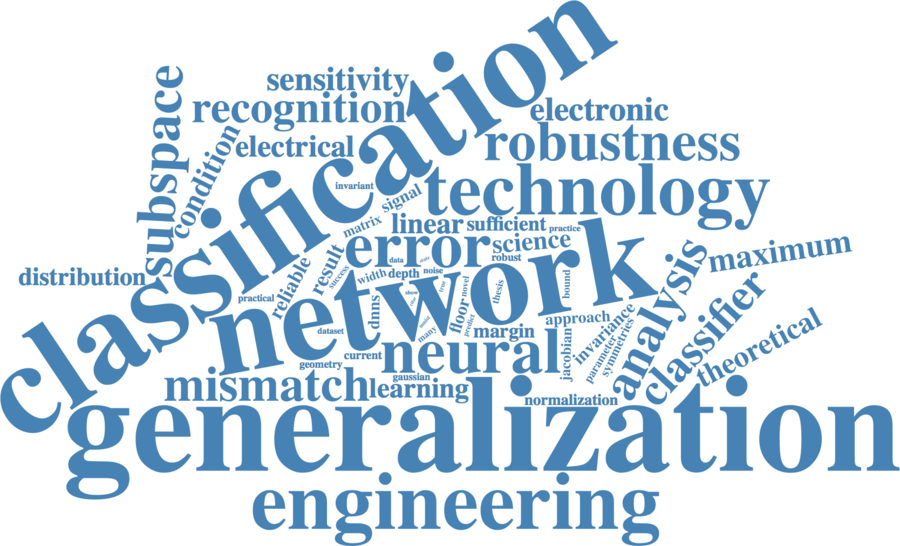 classification
sensitivity
recognition
electrical
subspace
condition
electronic
robustness
technology
invariant
signal
matrix
linear
sufficient
practice
error
science
robust
distribution
reliable
result
success
data
width
depth
noise
network
maximum
analysis
classifier
theoretical
practical
dataset
dnns
many
floor
novel
predict
true
thesis
bound
margin
approach
invariance
jacobian
parameter
symmetries
current
geometry
neural
gaussian
mismatch
learning
normalization
generalization
engineering
show